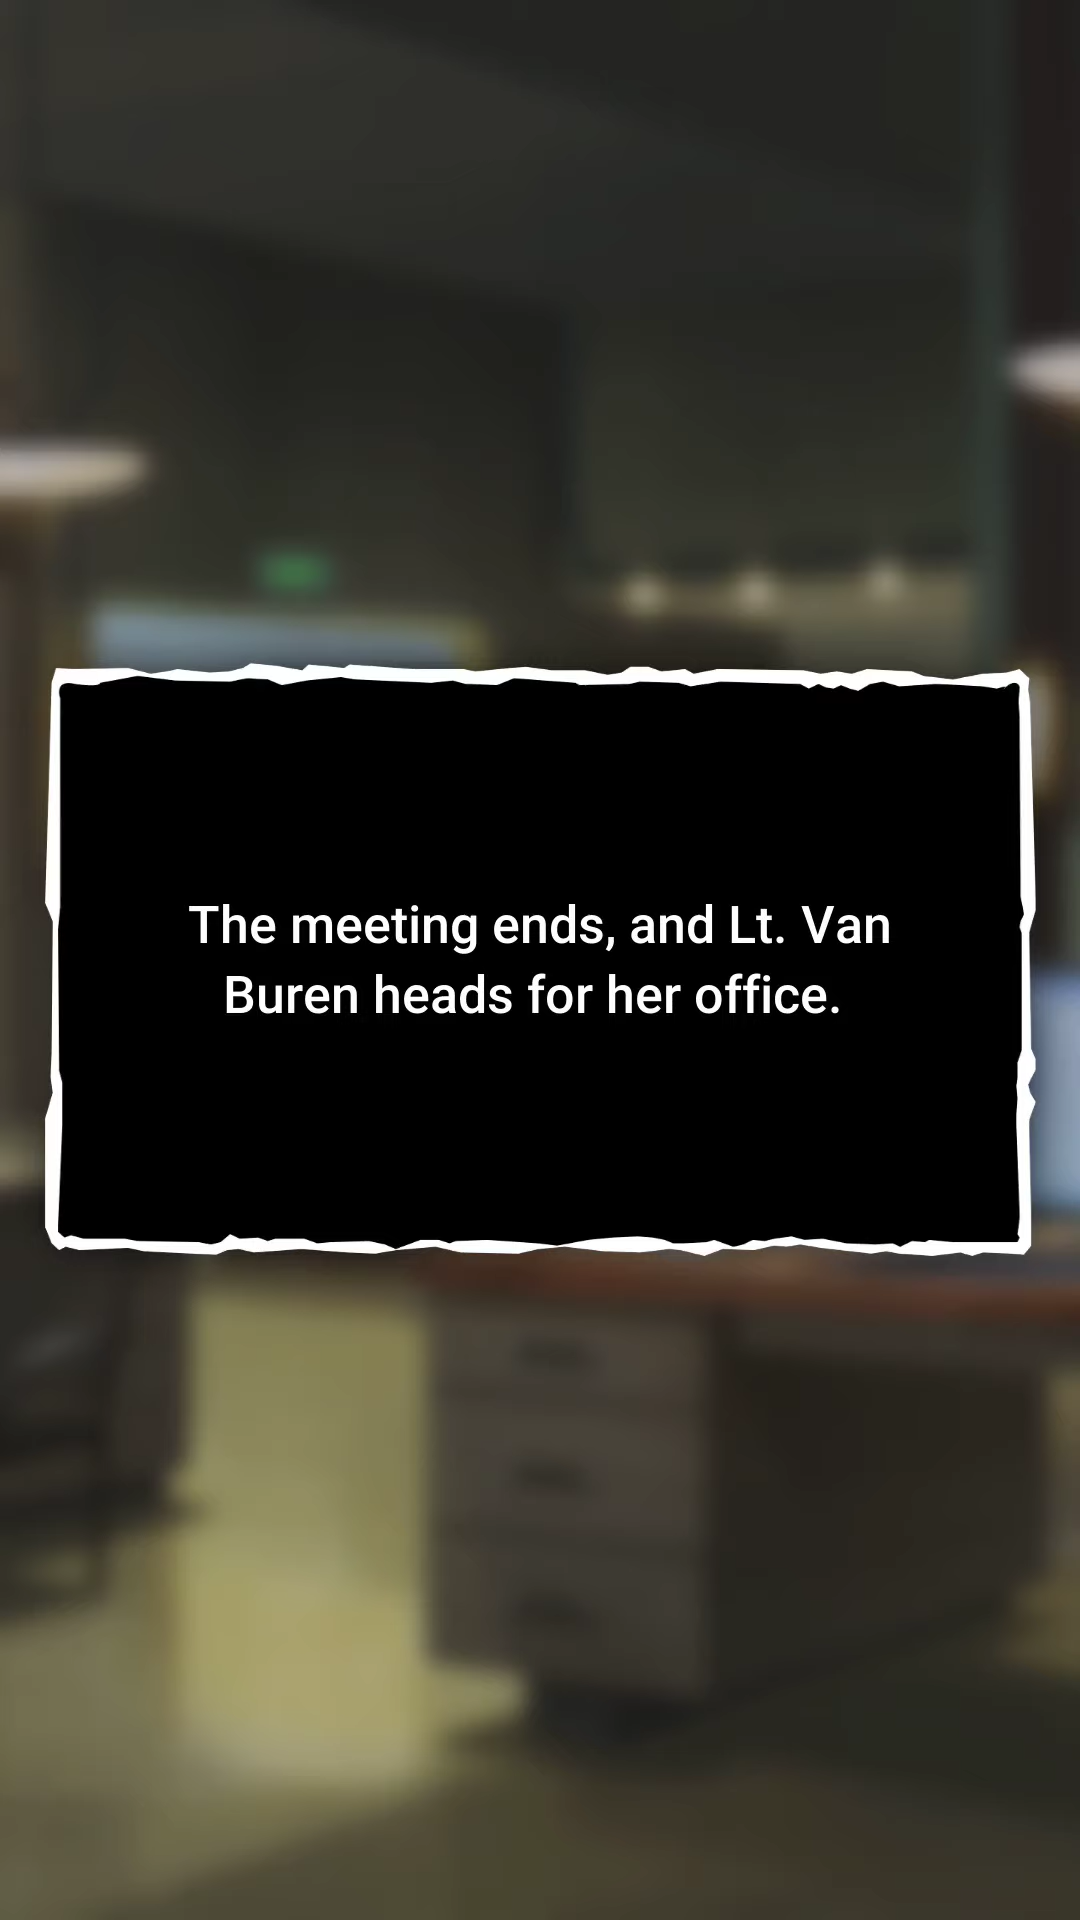 The meeting ends, and Lt. Van
Buren heads for her office.